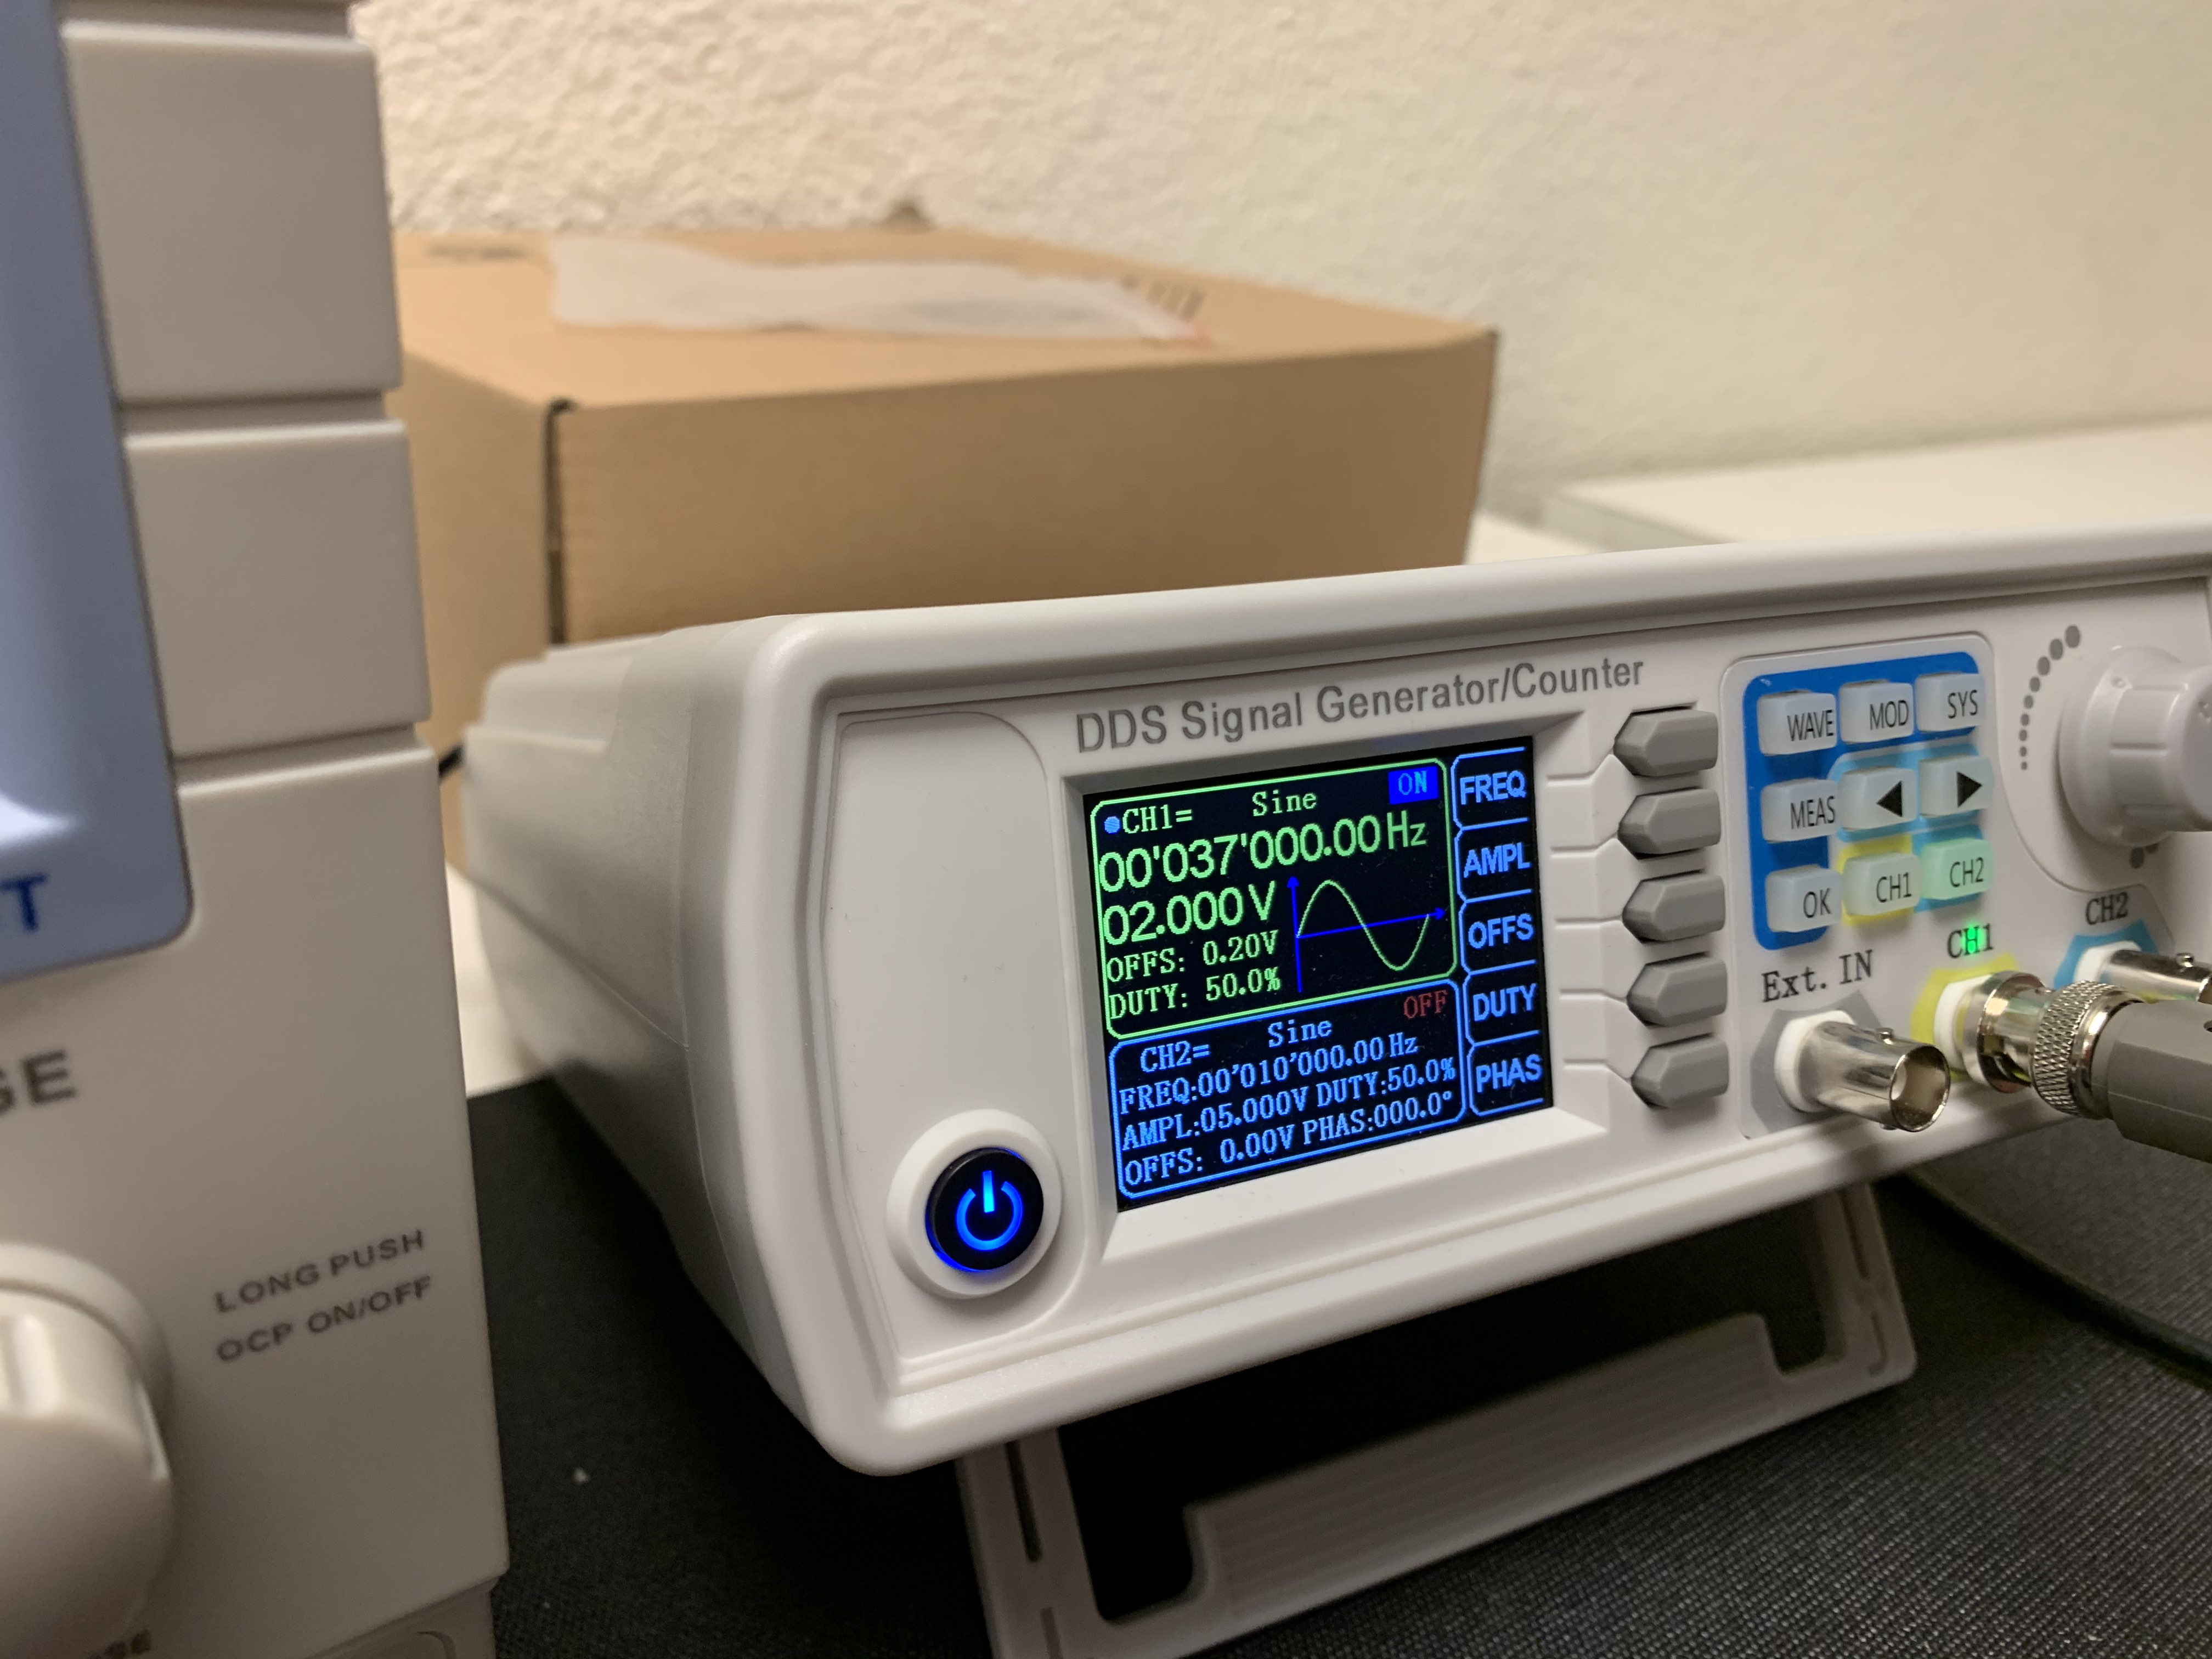 DDS Signal Generator/Counter
CH1= Sine ON
00'037'000.00 Hz
02.000 V
OFFS: 0.20V
DUTY: 50.0%
CH2= Sine OFF
FREQ:00'010'000.00 Hz
AMPL:05.000V DUTY:50.0%
OFFS: 0.00V PHAS:000.0°
FREQ
AMPL
OFFS
DUTY
PHAS
WAVE MOD SYS
MEAS
OK CH1 CH2
Ext. IN CH1 CH2
LONG PUSH
OCP ON/OFF